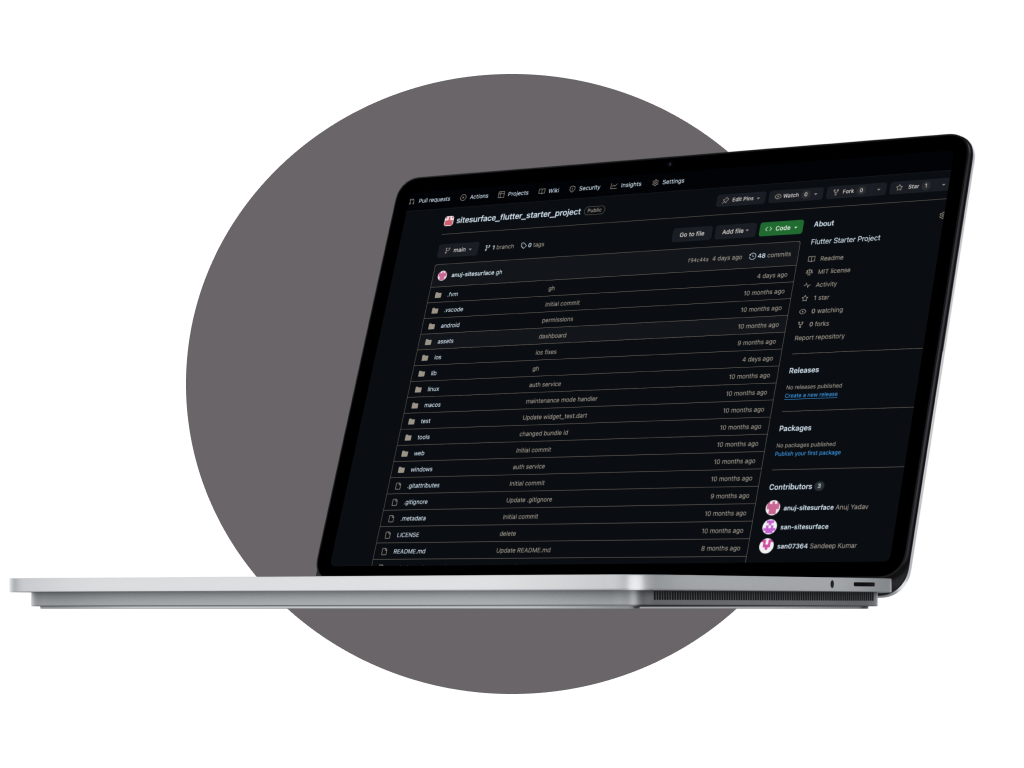 Pull requests Actions Projects Wiki Security Insights Settings
sitesurface_flutter_starter_project Public Edit Pins Watch 0 Fork 0 Star 1
main 1 branch 0 tags Go to file Add file Code
anuj-sitesurface gh f94c44a 4 days ago 48 commits
.fvm gh 4 days ago
.vscode Initial commit 10 months ago
android permissions 10 months ago
assets dashboard 10 months ago
ios ios fixes 9 months ago
lib gh 4 days ago
linux auth service 10 months ago
macos maintenance mode handler 10 months ago
test Update widget_test.dart 10 months ago
tools changed bundle id 10 months ago
web Initial commit 10 months ago
windows auth service 10 months ago
.gitattributes Initial commit 10 months ago
.gitignore Update .gitignore 9 months ago
.metadata Initial commit 10 months ago
LICENSE delete 10 months ago
README.md Update README.md 8 months ago
About
Flutter Starter Project
Readme
MIT license
Activity
1 star
0 watching
0 forks
Report repository
Releases
No releases published
Create a new release
Packages
No packages published
Publish your first package
Contributors 3
anuj-sitesurface Anuj Yadav
san-sitesurface
san07364 Sandeep Kumar